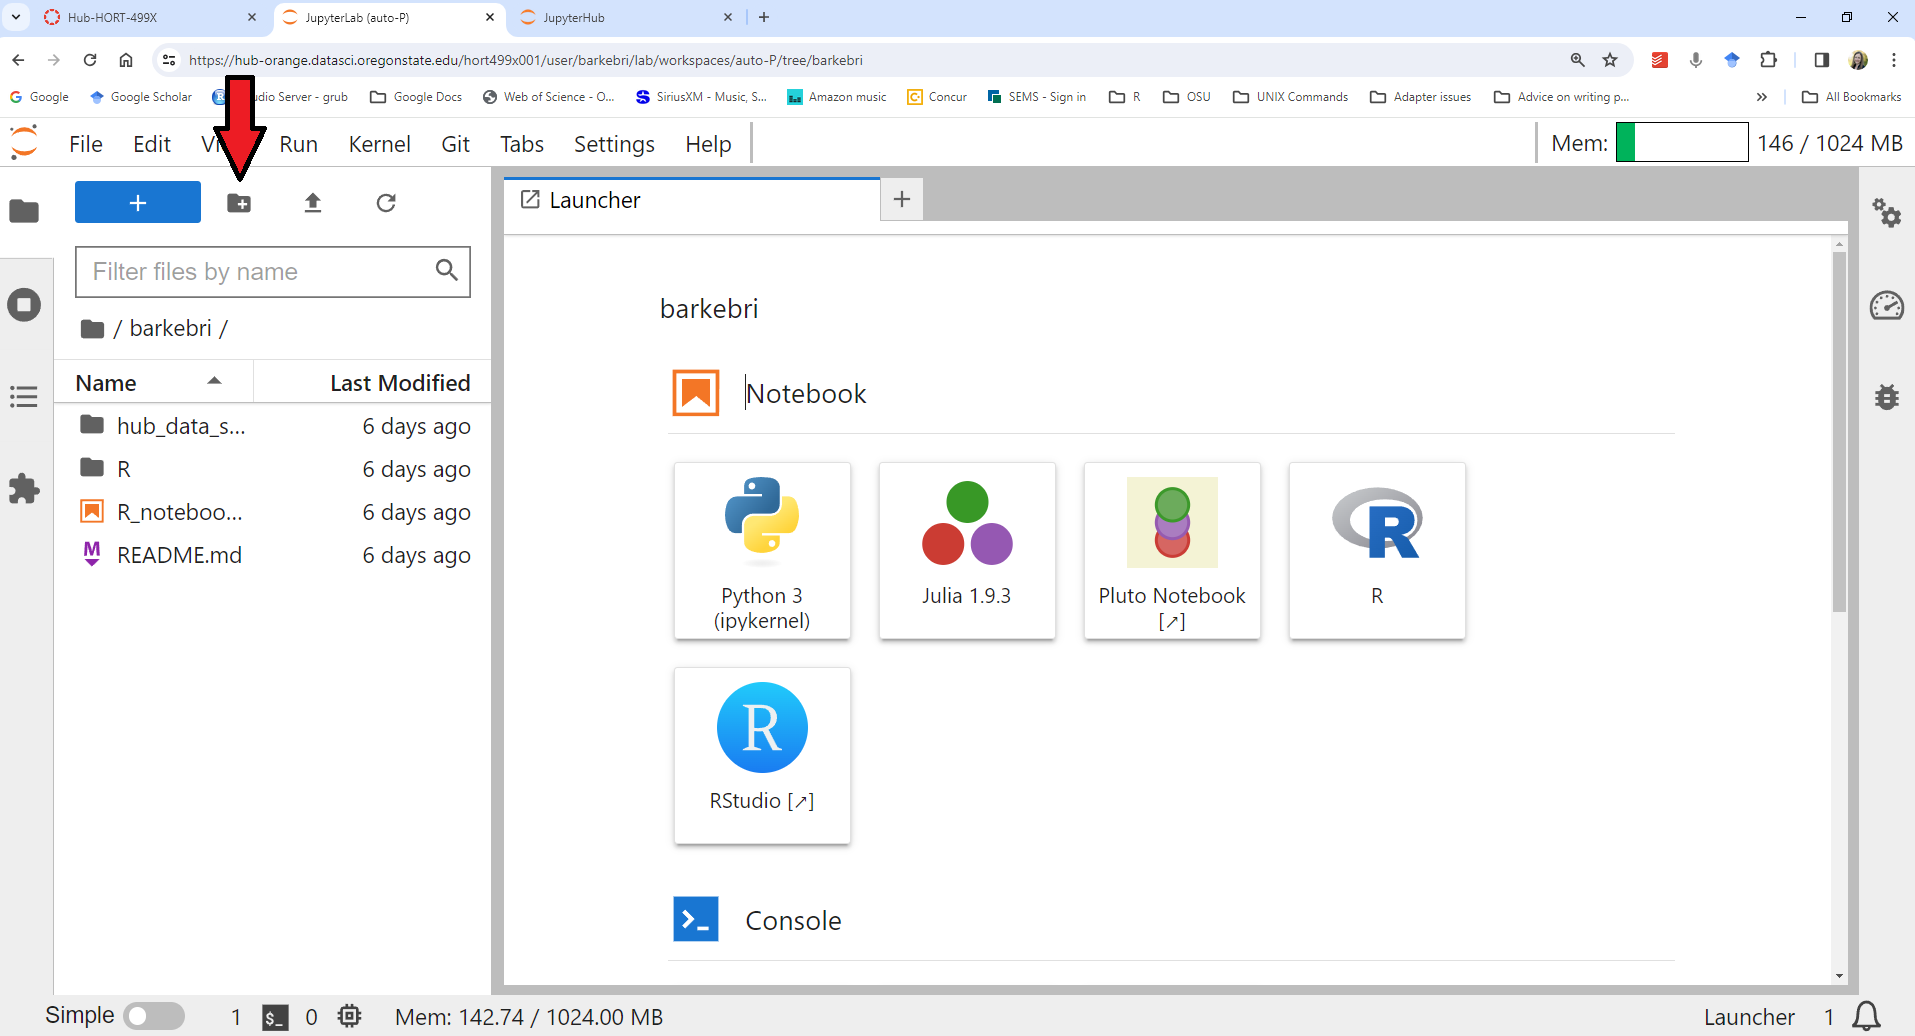 Hub-HORT-499X
JupyterLab (auto-P)
JupyterHub
https://hub-orange.datasci.oregonstate.edu/hort499x001/user/barkebri/lab/workspaces/auto-P/tree/barkebri
Google
Google Scholar
udio Server - grub
Google Docs
Web of Science - O...
SiriusXM - Music, S...
Amazon music
Concur
SEMS - Sign in
R
OSU
UNIX Commands
Adapter issues
Advice on writing p...
All Bookmarks
File Edit Vi Run Kernel Git Tabs Settings Help
Mem: 146 / 1024 MB
Launcher
Filter files by name
/ barkebri /
Name Last Modified
hub_data_s... 6 days ago
R 6 days ago
R_noteboo... 6 days ago
README.md 6 days ago
barkebri
Notebook
Python 3
(ipykernel)
Julia 1.9.3
Pluto Notebook
[↗]
R
R
R
RStudio [↗]
Console
Simple
1
$_
0
Mem: 142.74 / 1024.00 MB
Launcher
1